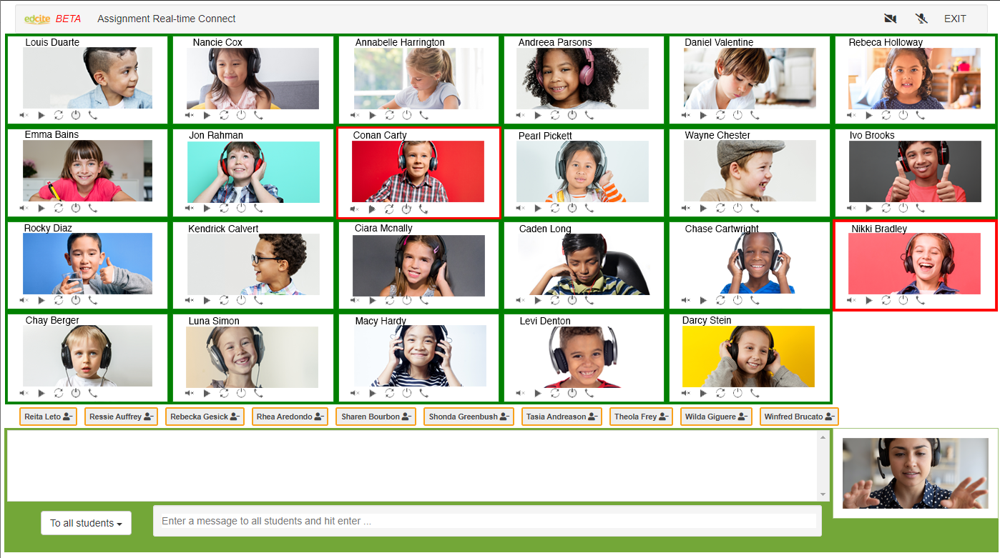 edcite BETA Assignment Real-time Connect EXIT
Louis Duarte Nancie Cox Annabelle Harrington Andreea Parsons Daniel Valentine Rebeca Holloway
Emma Bains Jon Rahman Conan Carty Pearl Pickett Wayne Chester Ivo Brooks
Rocky Diaz Kendrick Calvert Ciara Mcnally Caden Long Chase Cartwright Nikki Bradley
Chay Berger Luna Simon Macy Hardy Levi Denton Darcy Stein
Reita Leto Ressie Auffrey Rebecka Gesick Rhea Aredondo Sharen Bourbon Shonda Greenbush Tasia Andreason Theola Frey Wilda Giguere Winfred Brucato
To all students Enter a message to all students and hit enter ...